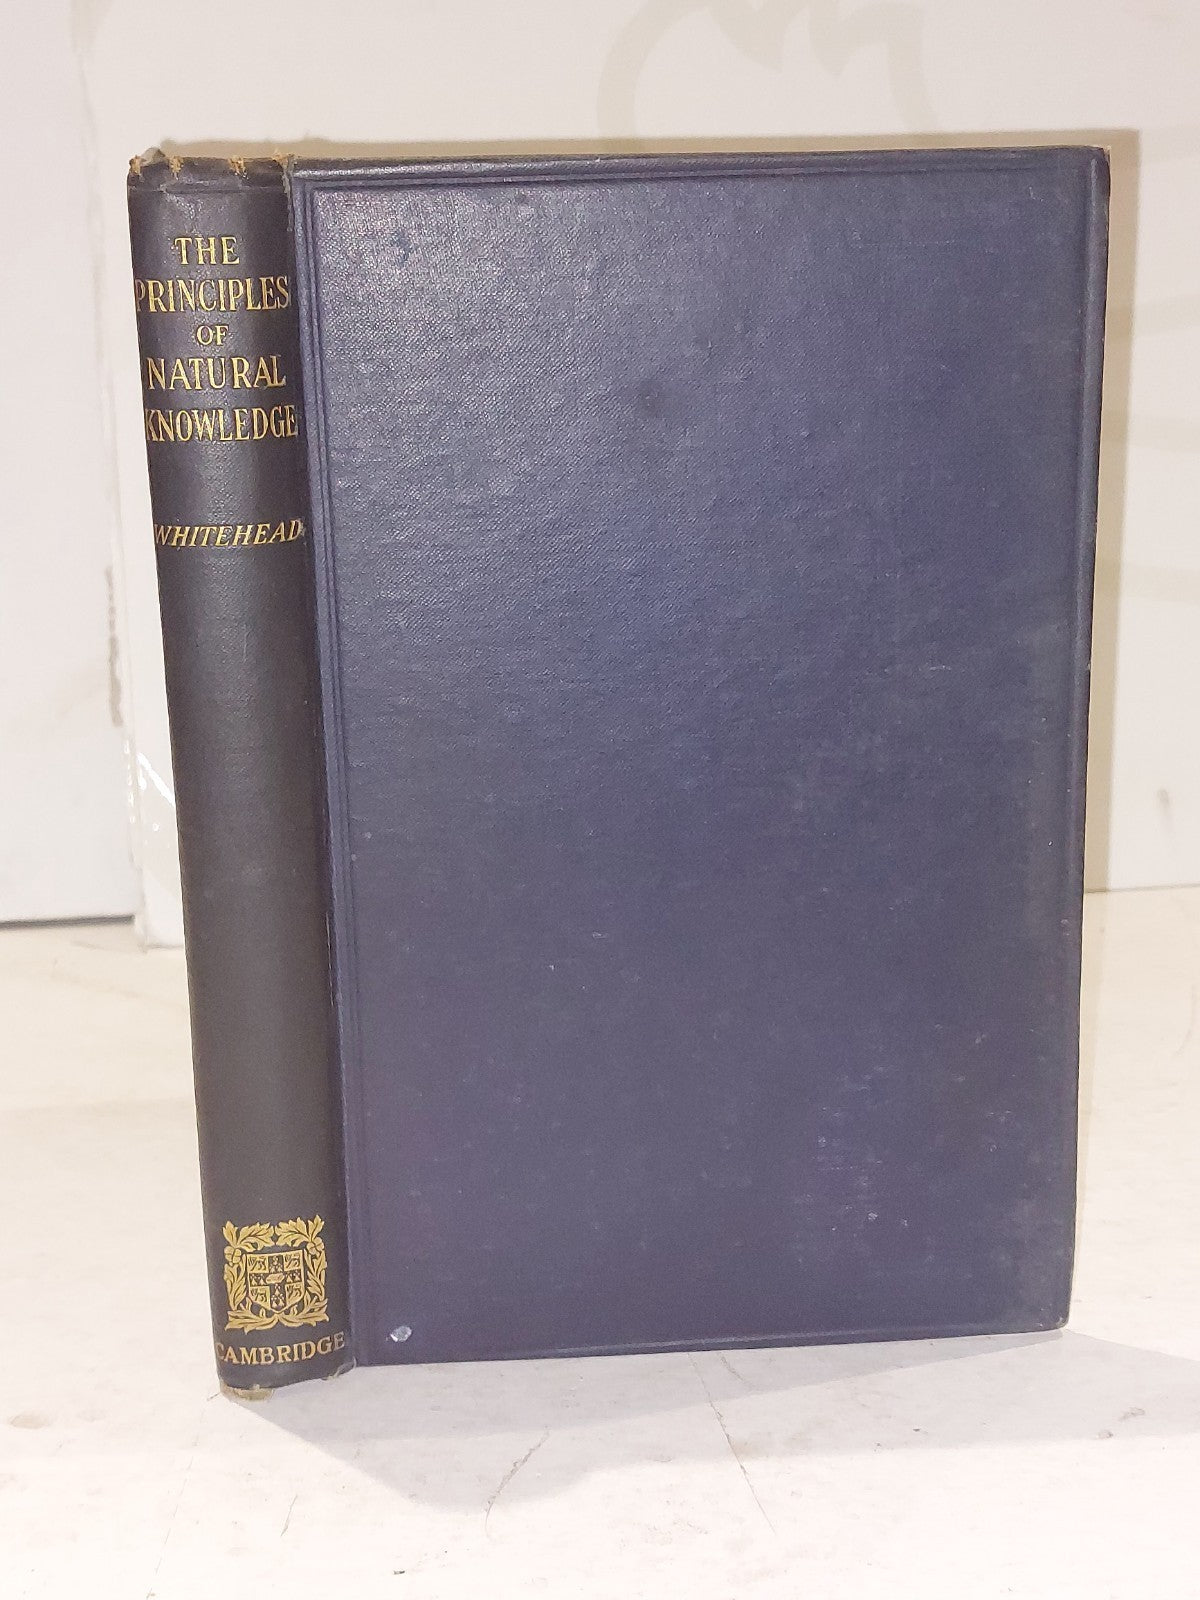 THE
PRINCIPLES
OF
NATURAL
KNOWLEDGE
WHITEHEAD
CAMBRIDGE